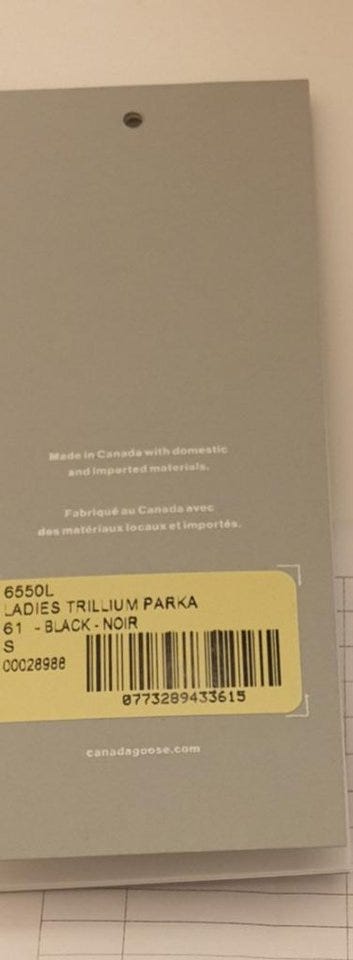 Made in Canada with domestic
and imported materials.
Fabriqué au Canada avec
des matériaux locaux et importés.
6550L
LADIES TRILLIUM PARKA
61 - BLACK - NOIR
S
00028988
0773289433615
canadagoose.com